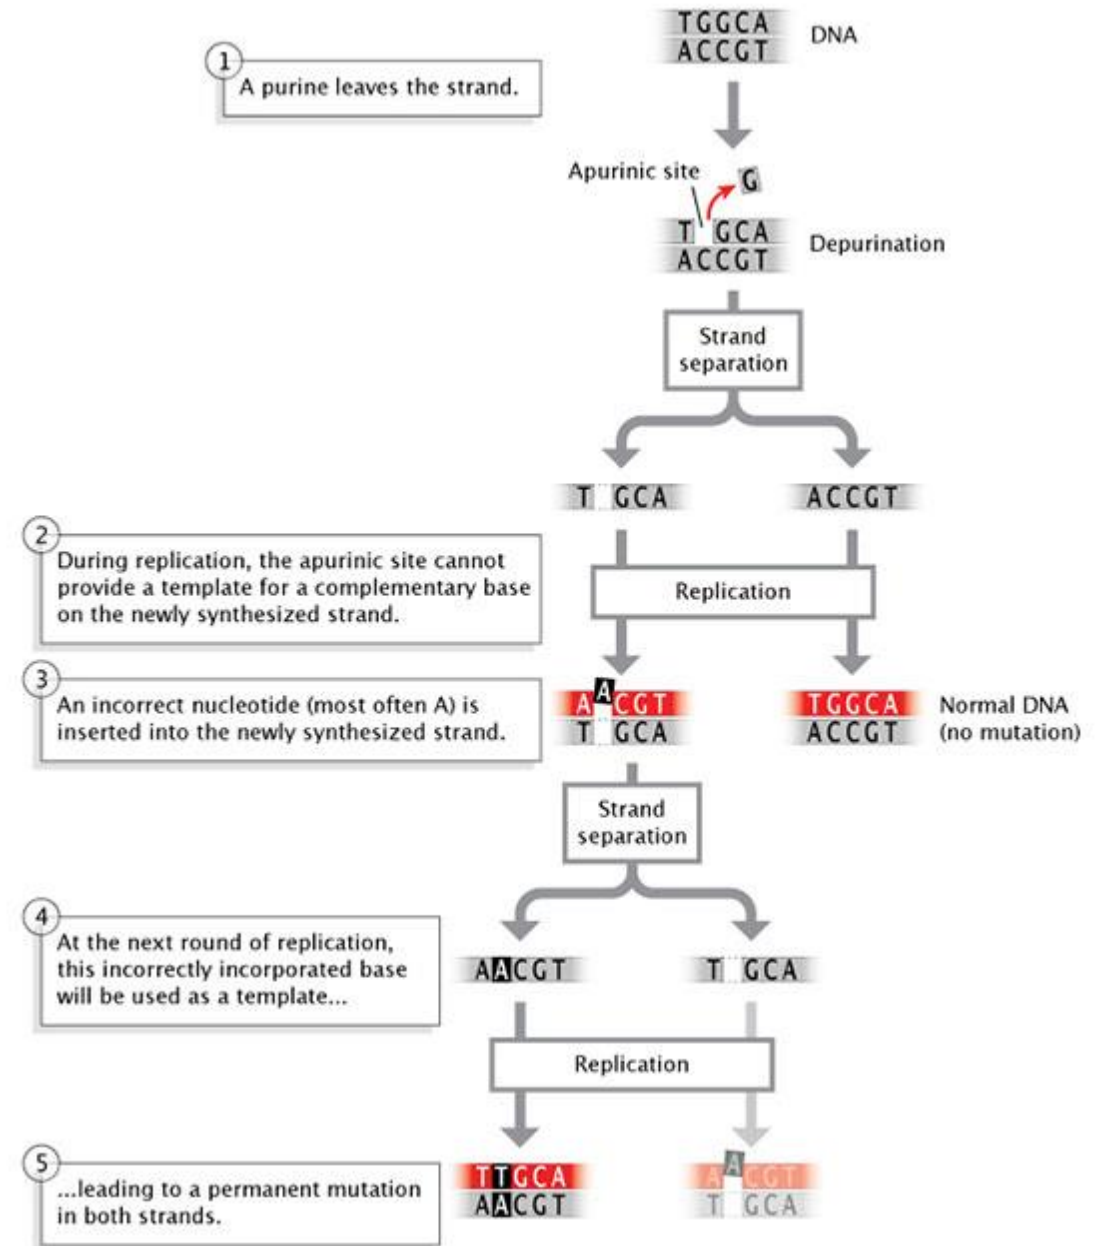 TGGCA
ACCGT
DNA
1
A purine leaves the strand.
Apurinic site
G
T GCA
ACCGT
Depurination
Strand
separation
T GCA
ACCGT
2
During replication, the apurinic site cannot
provide a template for a complementary base
on the newly synthesized strand.
Replication
3
An incorrect nucleotide (most often A) is
inserted into the newly synthesized strand.
AACGT
T GCA
TGGCA
ACCGT
Normal DNA
(no mutation)
Strand
separation
4
At the next round of replication,
this incorrectly incorporated base
will be used as a template...
AACGT
T GCA
Replication
5
...leading to a permanent mutation
in both strands.
TTGCA
AACGT
AACGT
T GCA